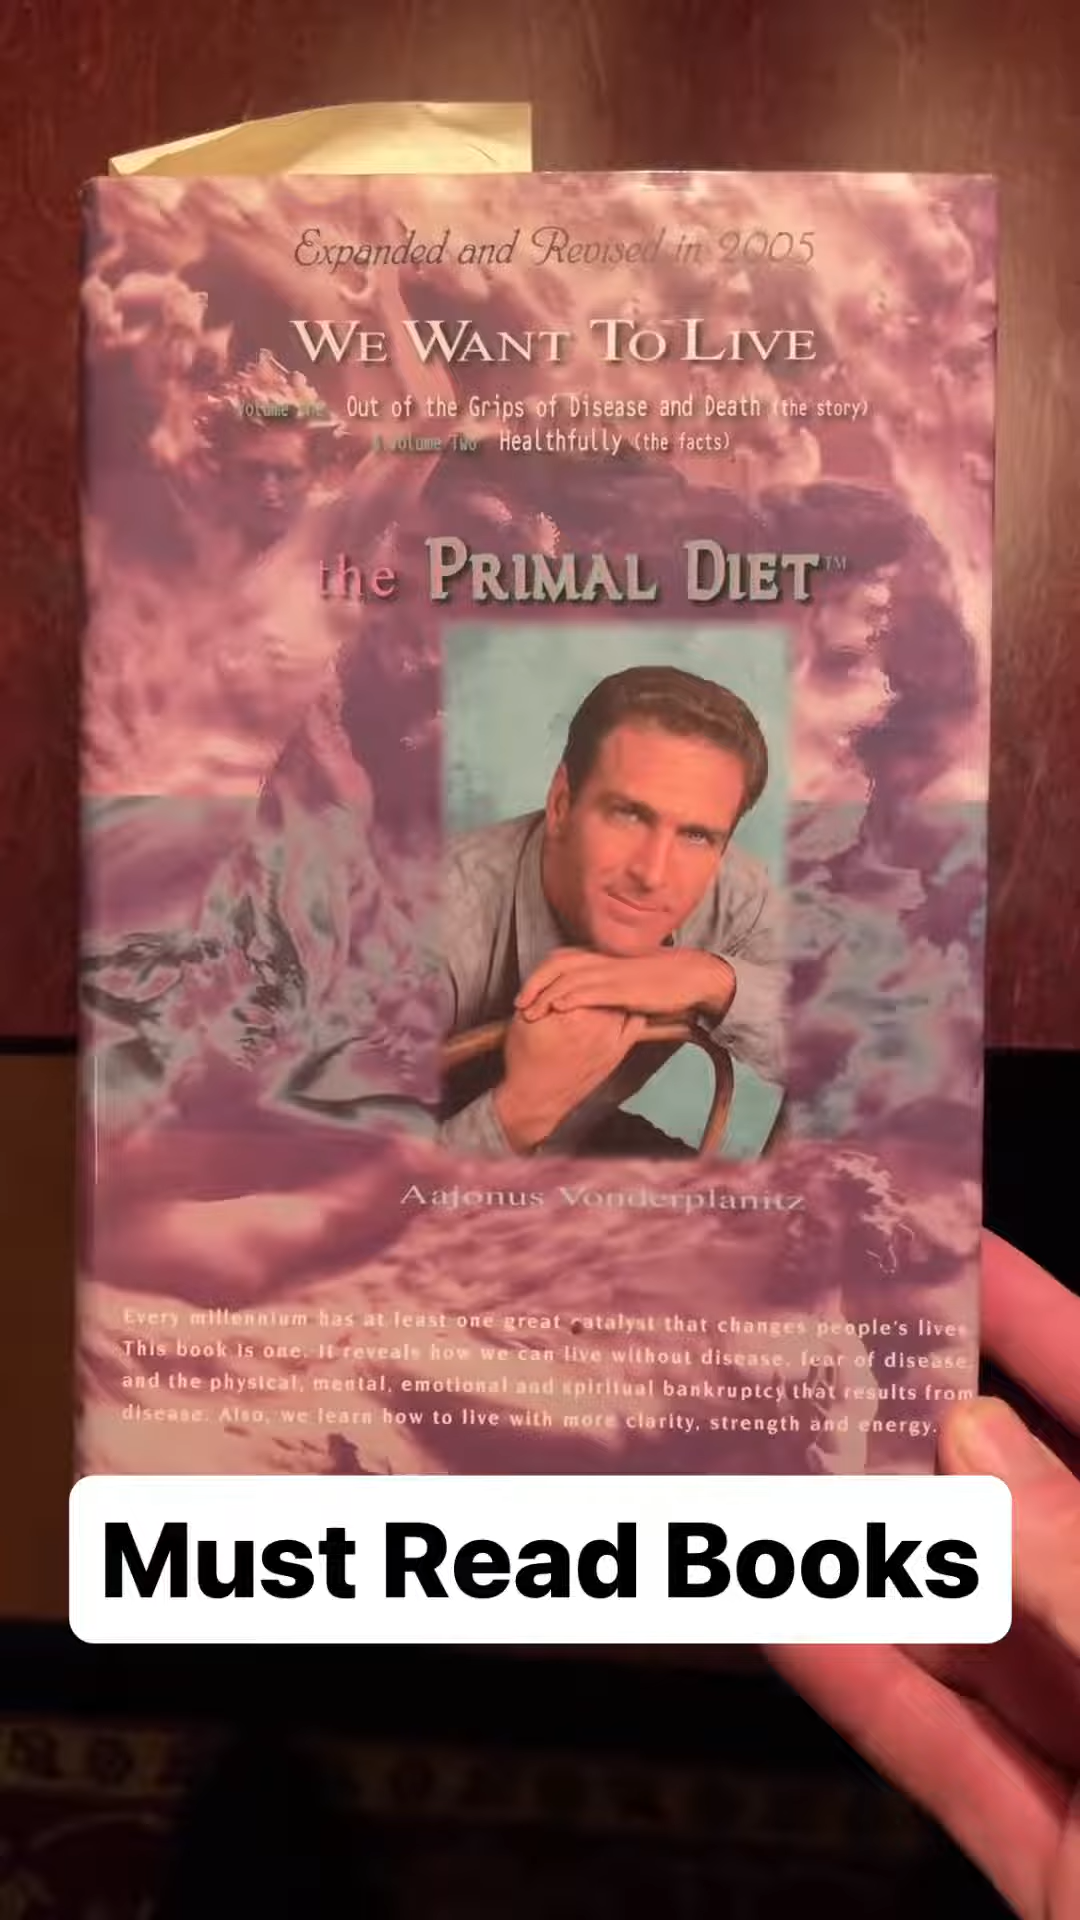 Expanded and Revised in 2005
WE WANT TO LIVE
Volume One Out of the Grips of Disease and Death (the story)
Volume Two Healthfully (the facts)
the PRIMAL DIET™
Aajonus Vonderplanitz
Every millennium has at least one great catalyst that changes people's lives
This book is one. It reveals how we can live without disease, fear of disease
and the physical, mental, emotional and spiritual bankruptcy that results from
disease. Also, we learn how to live with more clarity, strength and energy.
Must Read Books